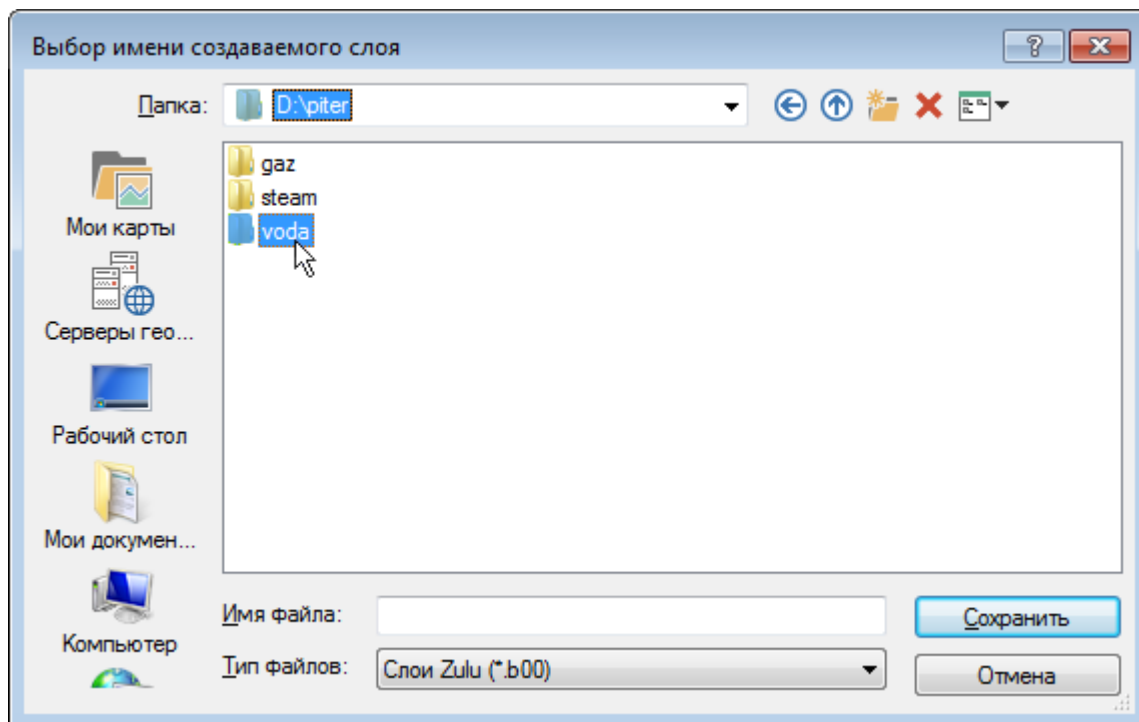 Выбор имени создаваемого слоя
Папка: D:\piter
gaz
steam
voda
Мои карты
Серверы гео...
Рабочий стол
Мои докумен...
Компьютер
Имя файла:
Сохранить
Тип файлов: Слои Zulu (*.b00)
Отмена